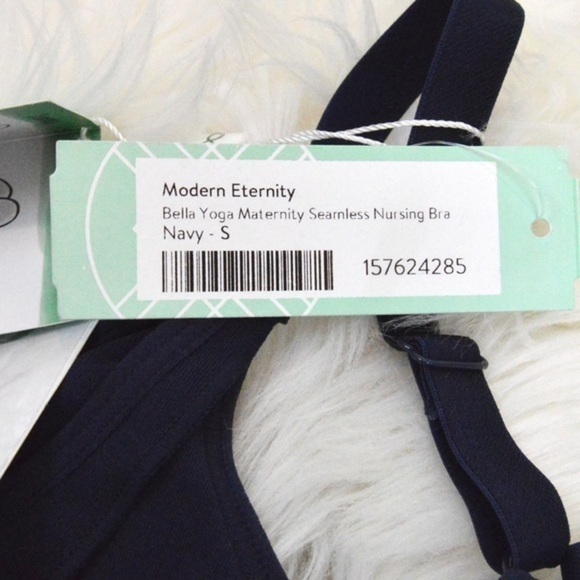 Modern Eternity
Bella Yoga Maternity Seamless Nursing Bra
Navy - S
157624285